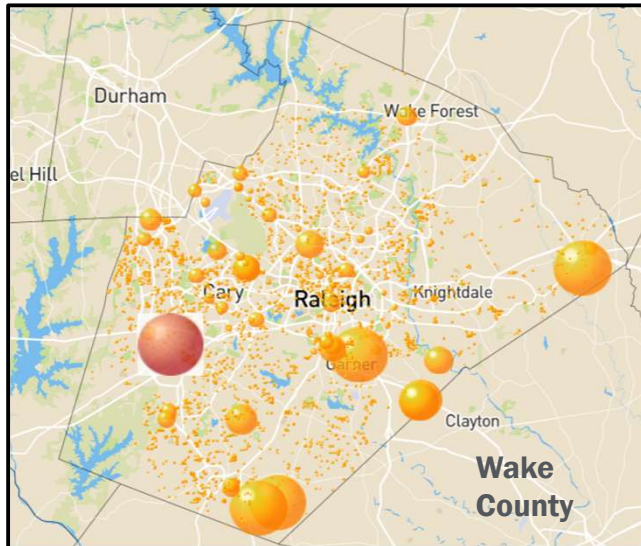 Durham
Wake Forest
el Hill
Cary
Raleigh
Knightdale
Garner
Clayton
Wake
County